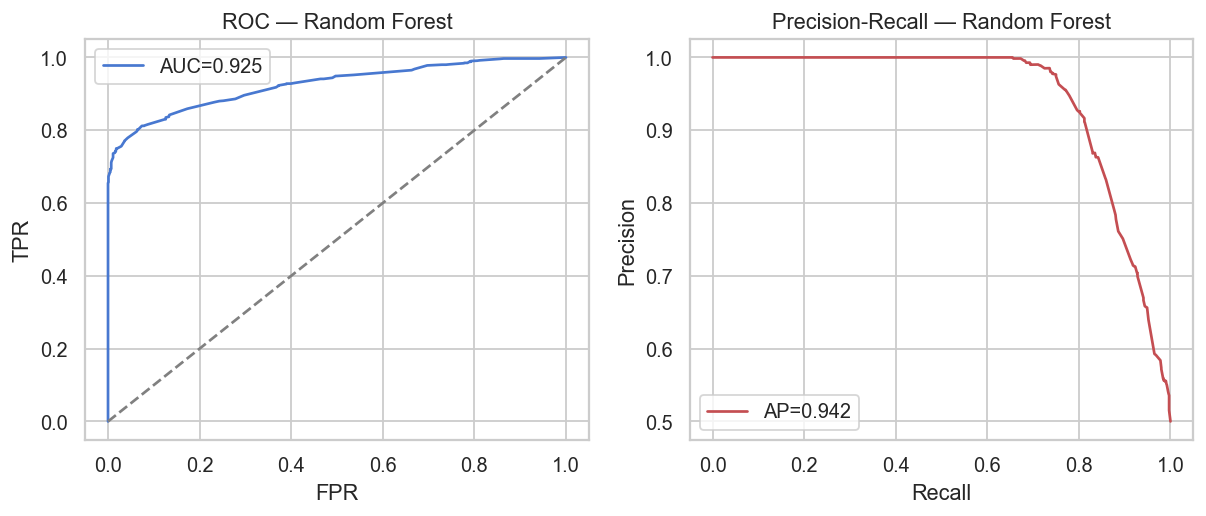 ROC — Random Forest
AUC=0.925
1.0
0.8
0.6
0.4
0.2
0.0
TPR
0.0 0.2 0.4 0.6 0.8 1.0
FPR
Precision-Recall — Random Forest
1.0
0.9
0.8
0.7
0.6
0.5
Precision
AP=0.942
0.0 0.2 0.4 0.6 0.8 1.0
Recall